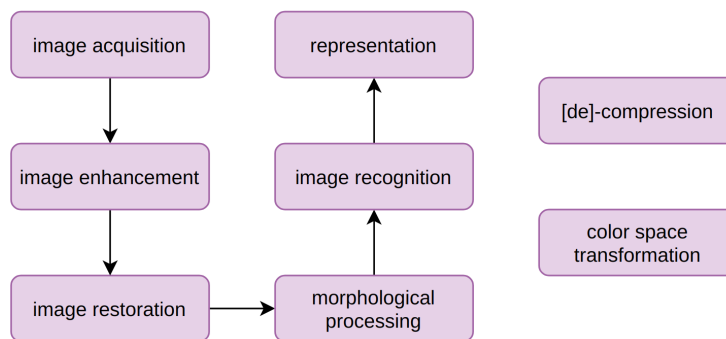 image acquisition
representation
[de]-compression
image enhancement
image recognition
color space
transformation
image restoration
morphological
processing